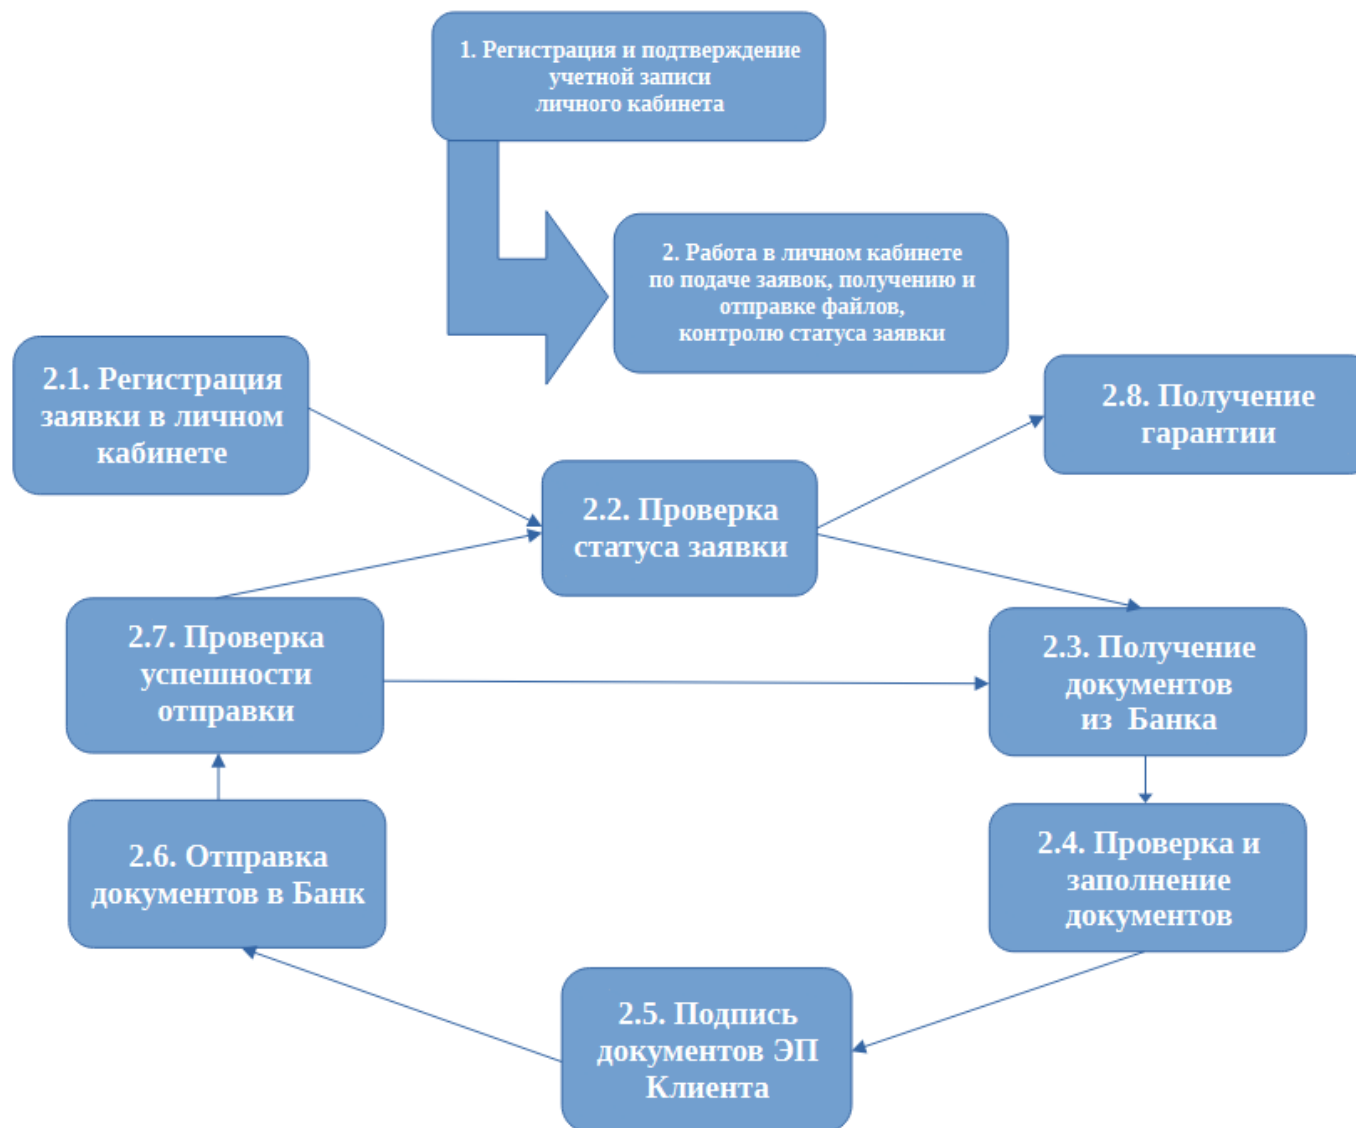 1. Регистрация и подтверждение
учетной записи
личного кабинета
2. Работа в личном кабинете
по подаче заявок, получению и
отправке файлов,
контролю статуса заявки
2.1. Регистрация
заявки в личном
кабинете
2.8. Получение
гарантии
2.2. Проверка
статуса заявки
2.7. Проверка
успешности
отправки
2.3. Получение
документов
из Банка
2.6. Отправка
документов в Банк
2.4. Проверка и
заполнение
документов
2.5. Подпись
документов ЭП
Клиента